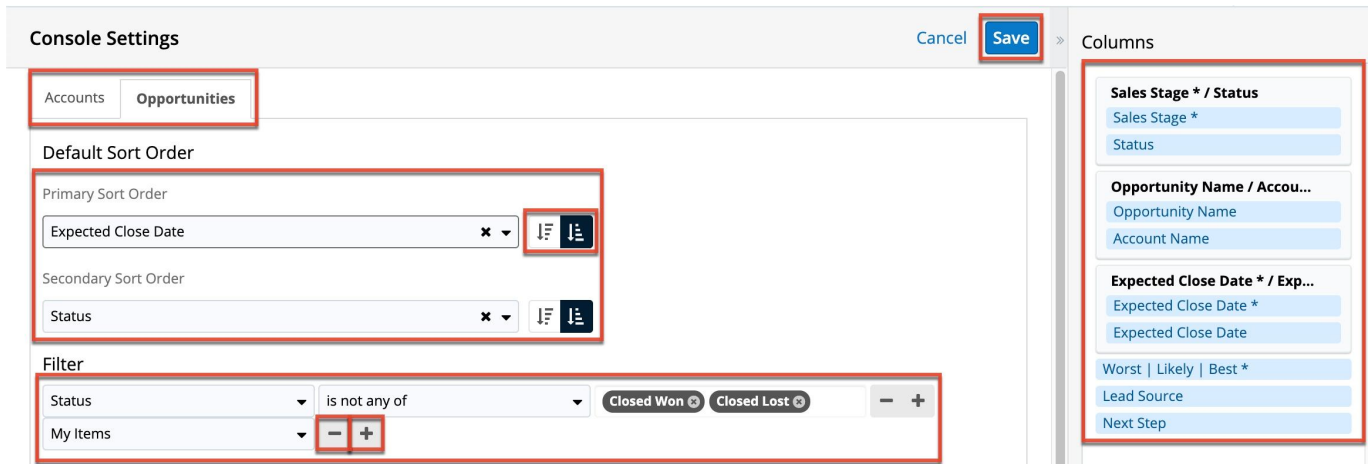 Console Settings
Cancel
Save
»
Columns
Accounts
Opportunities
Default Sort Order
Primary Sort Order
Expected Close Date
Secondary Sort Order
Status
Filter
Status
is not any of
Closed Won
Closed Lost
My Items
Sales Stage * / Status
Sales Stage *
Status
Opportunity Name / Accou...
Opportunity Name
Account Name
Expected Close Date * / Exp...
Expected Close Date *
Expected Close Date
Worst | Likely | Best *
Lead Source
Next Step